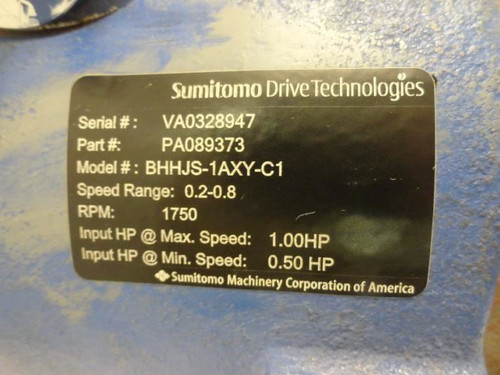 Sumitomo Drive Technologies
Serial # : VA0328947
Part #: PA089373
Model # : BHHJS-1AXY-C1
Speed Range: 0.2-0.8
RPM: 1750
Input HP @ Max. Speed: 1.00HP
Input HP @ Min. Speed: 0.50 HP
Sumitomo Machinery Corporation of America